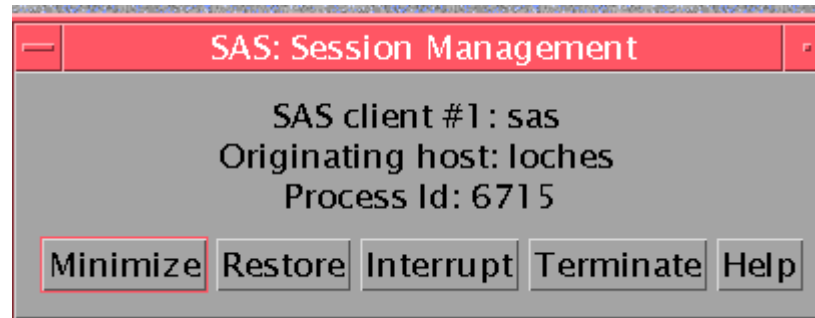 SAS: Session Management
SAS client #1: sas
Originating host: loches
Process Id: 6715
Minimize Restore Interrupt Terminate Help